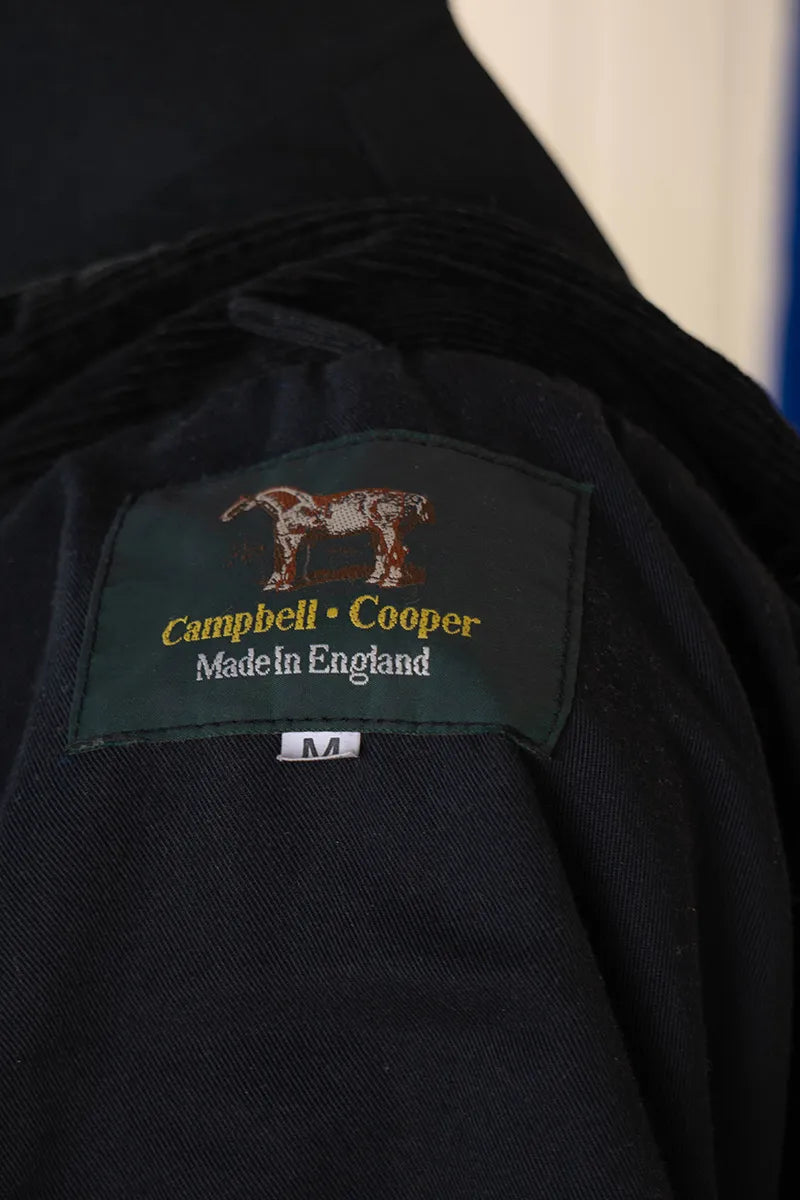 Campbell • Cooper
Made In England
M